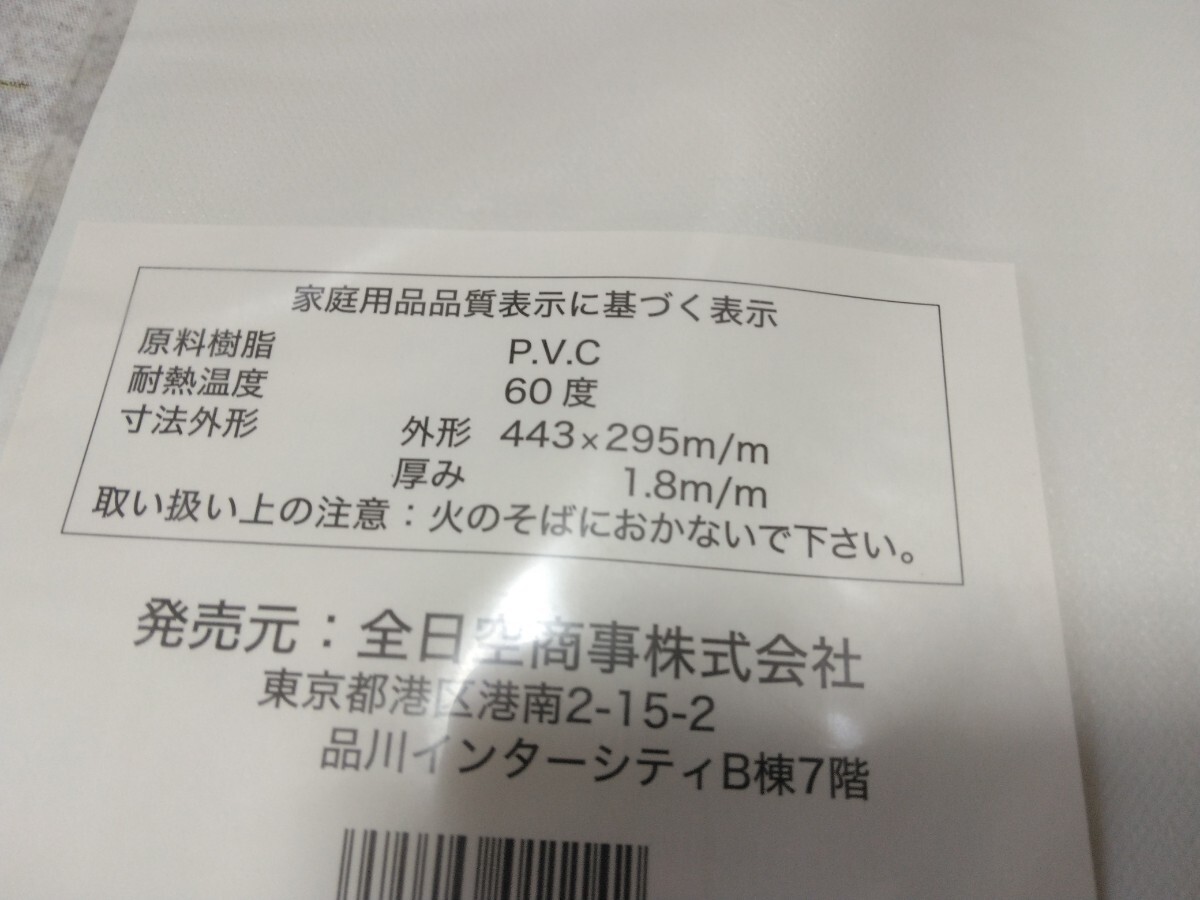 家庭用品品質表示に基づく表示
原料樹脂 P.V.C
耐熱温度 60 度
寸法外形 外形 443×295m/m
厚み 1.8m/m
取い扱い上の注意：火のそばにおかないで下さい。
発売元：全日空商事株式会社
東京都港区港南2-15-2
品川インターシティB棟7階